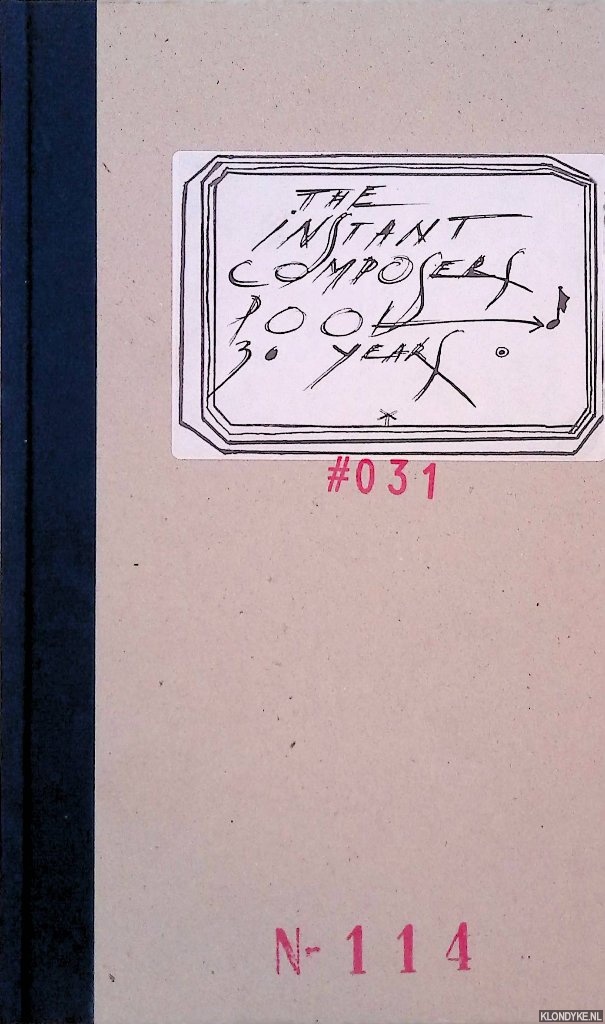 THE
iNSTANT
COMPOSERS
POOL
30 YEARS
#031
N-114
KLONDYKE.NL